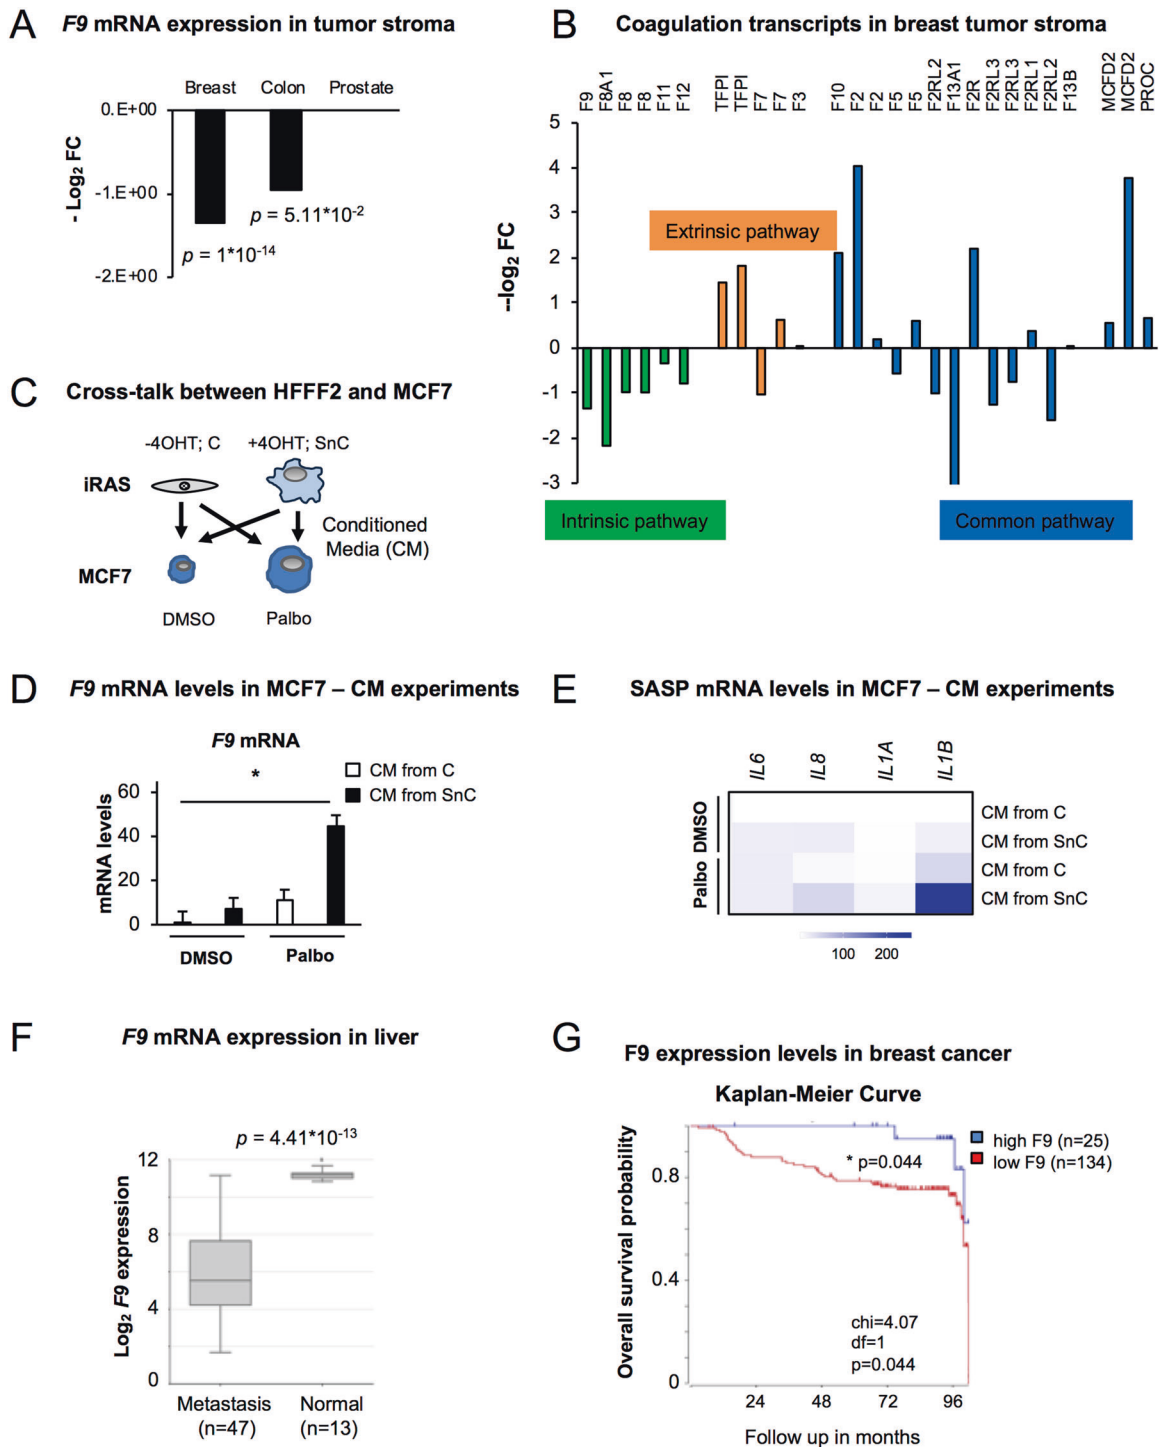 A F9 mRNA expression in tumor stroma
Breast Colon Prostate
0.E+00
-1.E+00
-2.E+00
- Log2 FC
p = 5.11*10-2
p = 1*10-14
B Coagulation transcripts in breast tumor stroma
F9 F8A1 F8 F8 F11 F12 TFPI TFPI F7 F7 F3 F10 F2 F2 F5 F5 F2RL2 F13A1 F2R F2RL3 F2RL3 F2RL1 F2RL2 F13B MCFD2 MCFD2 PROC
5
4
3
2
1
0
-1
-2
-3
--log2 FC
Extrinsic pathway
Intrinsic pathway
Common pathway
C Cross-talk between HFFF2 and MCF7
-4OHT; C +4OHT; SnC
iRAS
Conditioned
Media (CM)
MCF7
DMSO Palbo
D F9 mRNA levels in MCF7 – CM experiments
F9 mRNA
*
CM from C
CM from SnC
60
40
20
0
mRNA levels
DMSO Palbo
E SASP mRNA levels in MCF7 – CM experiments
IL6 IL8 IL1A IL1B
DMSO
Palbo
CM from C
CM from SnC
CM from C
CM from SnC
100 200
F F9 mRNA expression in liver
p = 4.41*10-13
12
8
4
0
Log2 F9 expression
Metastasis Normal
(n=47) (n=13)
G F9 expression levels in breast cancer
Kaplan-Meier Curve
high F9 (n=25)
low F9 (n=134)
* p=0.044
0.8
0.4
0
Overall survival probability
chi=4.07
df=1
p=0.044
24 48 72 96
Follow up in months